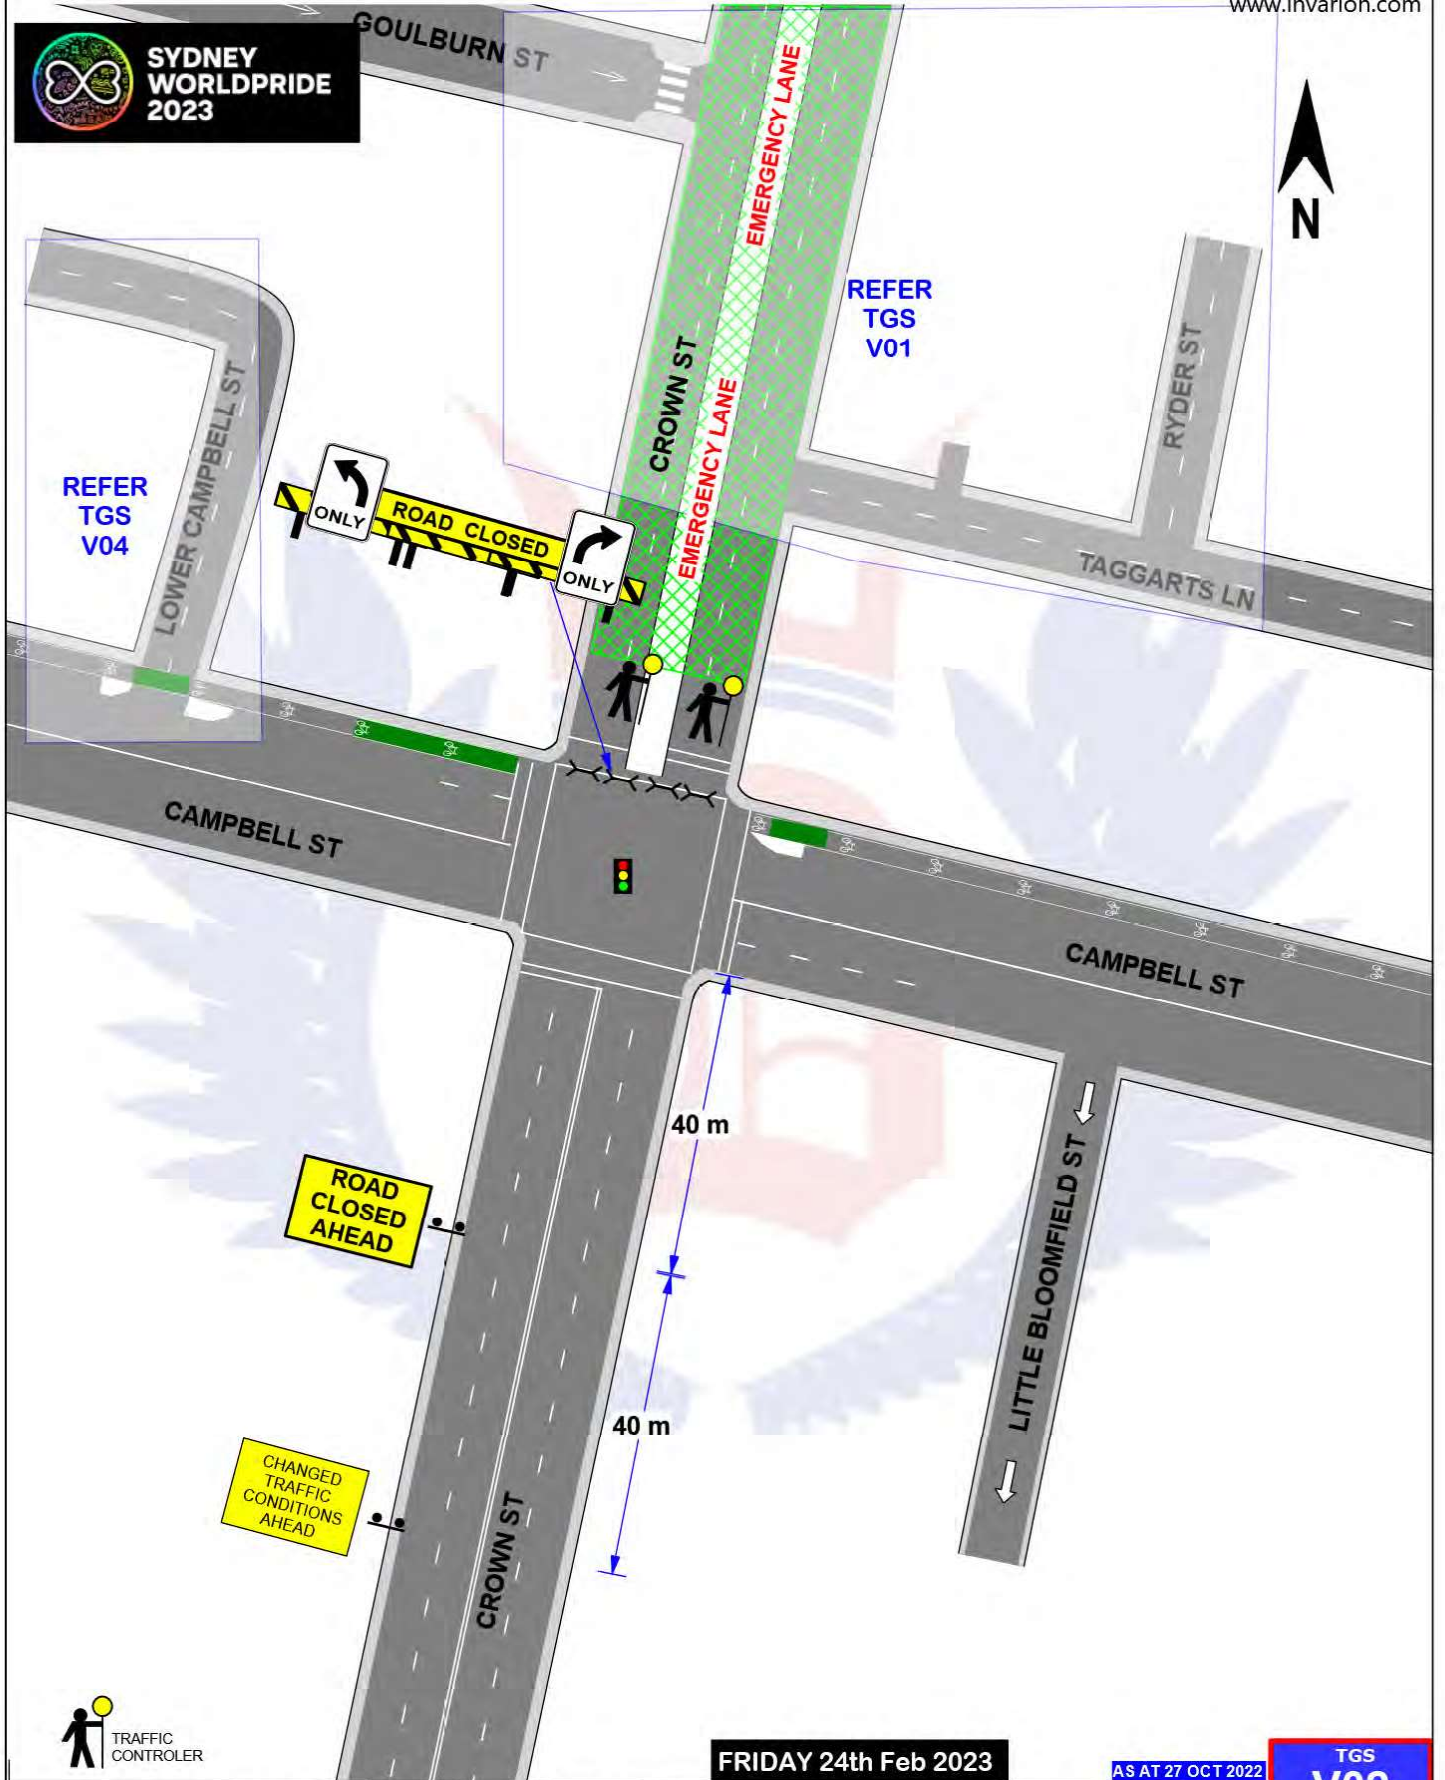 www.invarion.com
GOULBURN ST
SYDNEY
WORLDPRIDE
2023
EMERGENCY LANE
N
REFER
TGS
V01
CROWN ST
RYDER ST
LOWER CAMPBELL ST
EMERGENCY LANE
REFER
TGS
V04
ONLY
ROAD CLOSED
ONLY
TAGGARTS LN
CAMPBELL ST
CAMPBELL ST
40 m
ROAD
CLOSED
AHEAD
LITTLE BLOOMFIELD ST
40 m
CHANGED
TRAFFIC
CONDITIONS
AHEAD
CROWN ST
TRAFFIC
CONTROLER
FRIDAY 24th Feb 2023
AS AT 27 OCT 2022
TGS